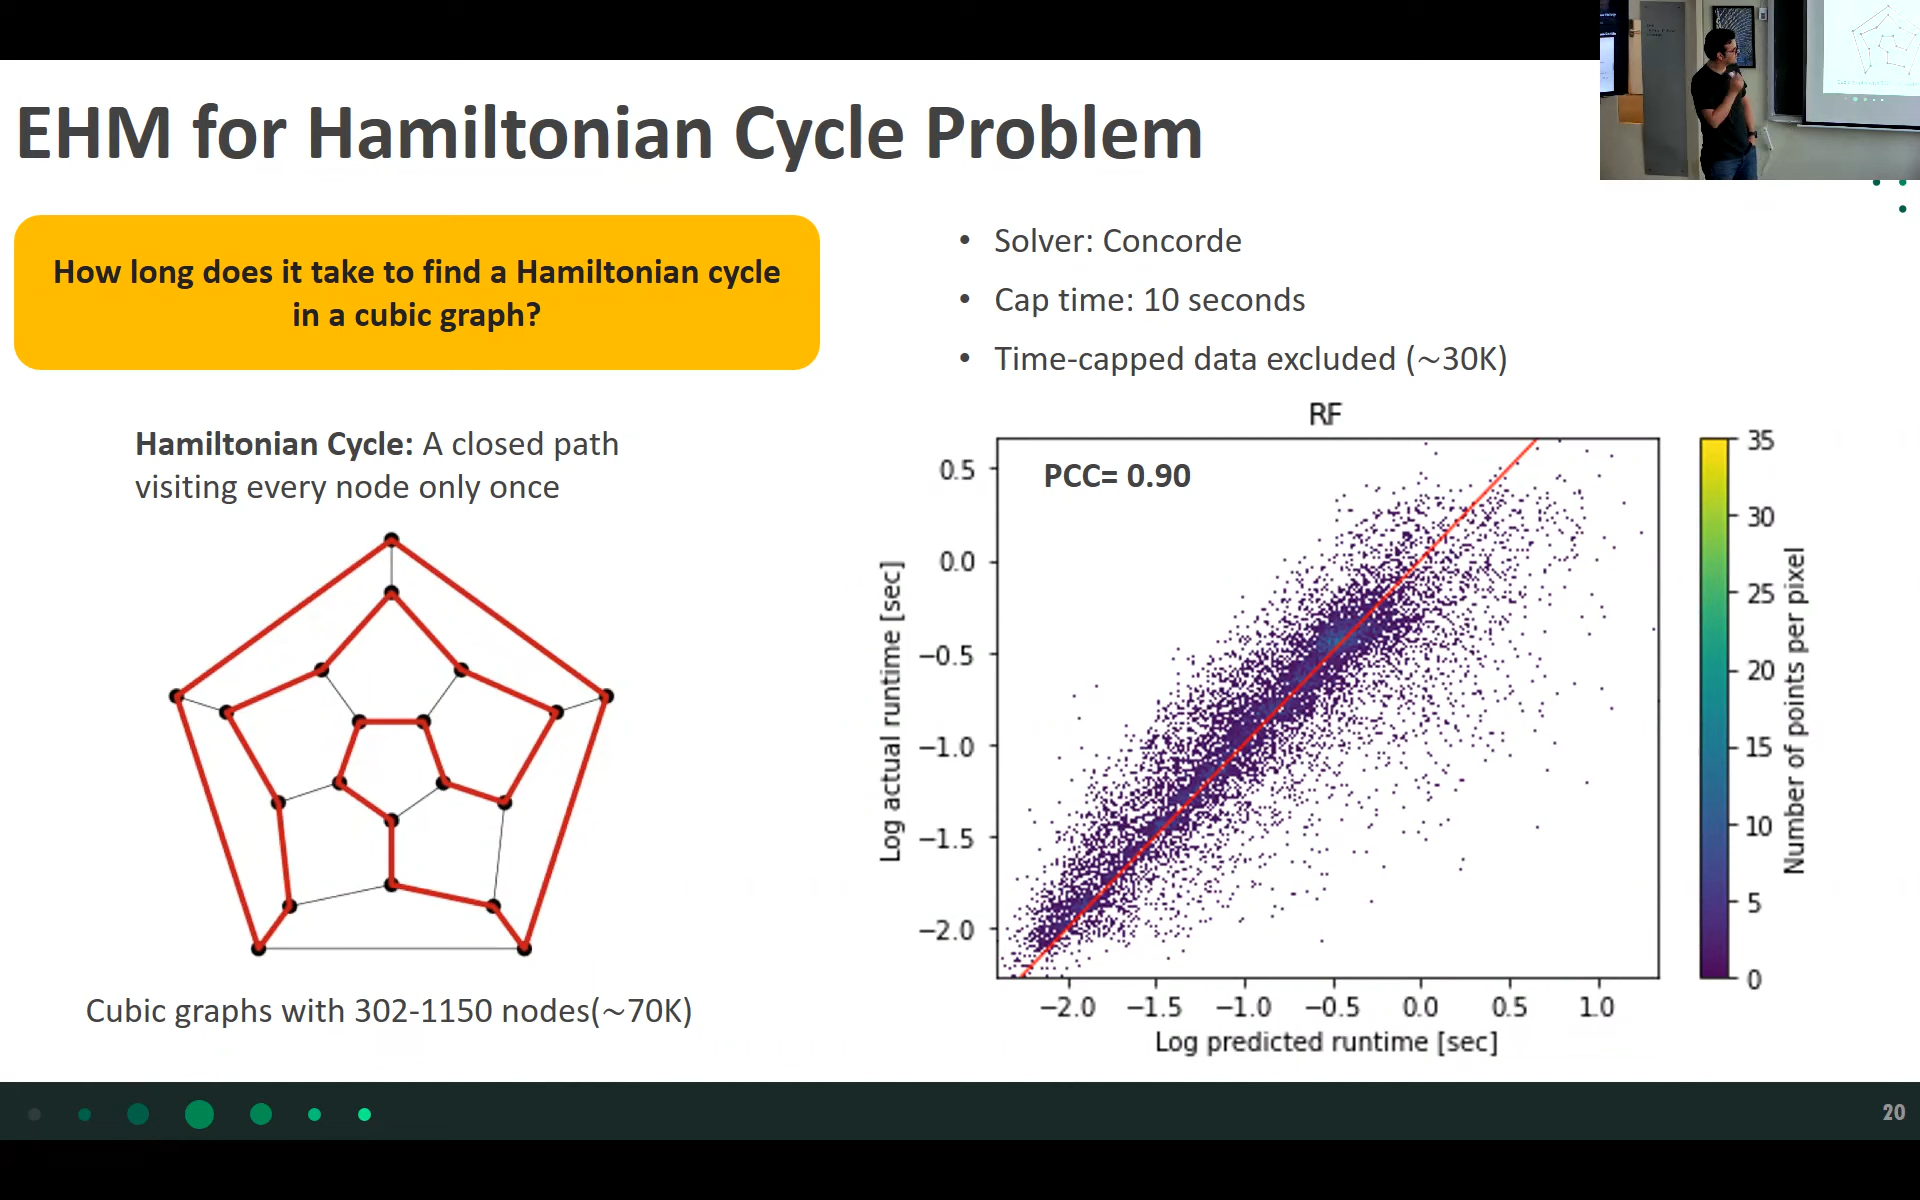 EHM for Hamiltonian Cycle Problem
How long does it take to find a Hamiltonian cycle
in a cubic graph?
Hamiltonian Cycle: A closed path
visiting every node only once
Cubic graphs with 302-1150 nodes(~70K)
• Solver: Concorde
• Cap time: 10 seconds
• Time-capped data excluded (~30K)
RF
PCC= 0.90
Log actual runtime [sec]
0.5
0.0
−0.5
−1.0
−1.5
−2.0
−2.0 −1.5 −1.0 −0.5 0.0 0.5 1.0
Log predicted runtime [sec]
35
30
25
20
15
10
5
0
Number of points per pixel
20